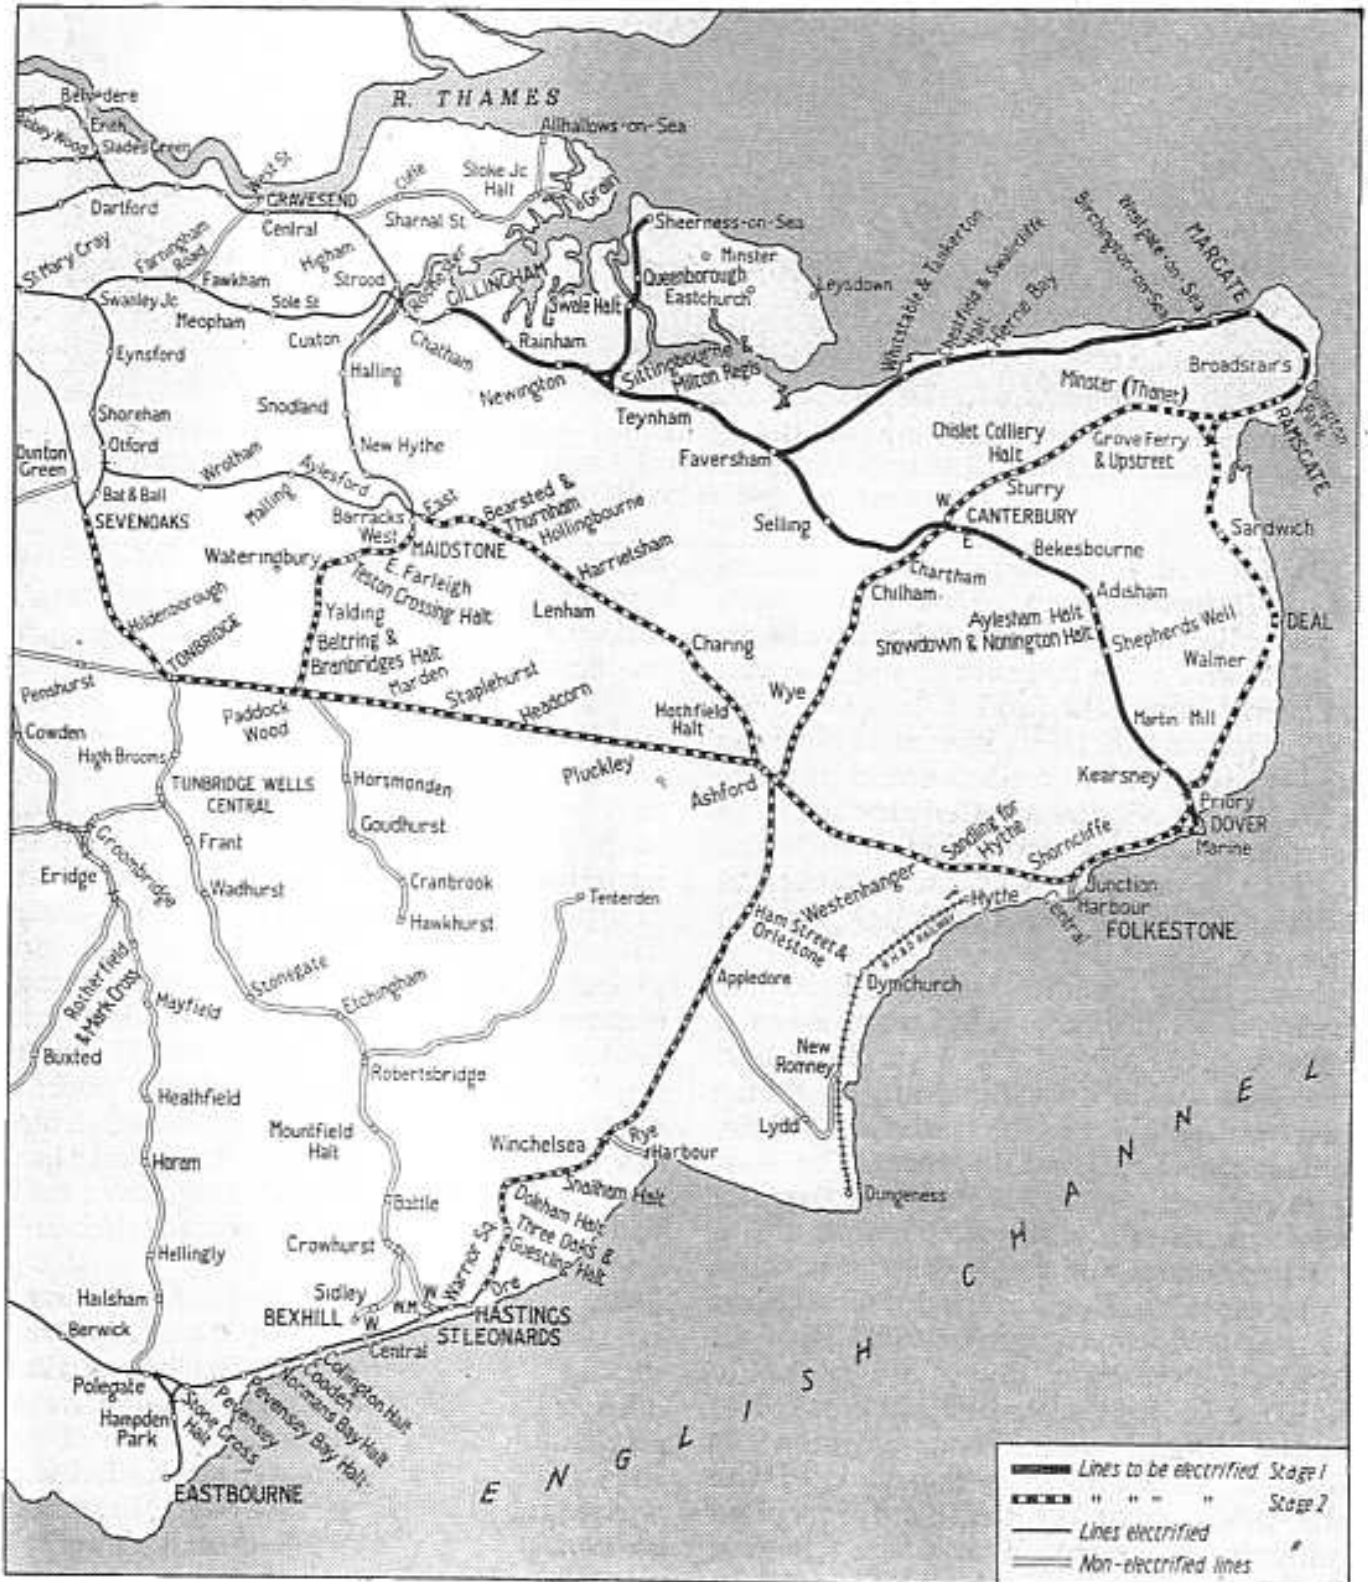 R. THAMES
Belvedere
Abbey Wood
Erith
Slades Green
Dartford
West St
GRAVESEND
Central
Cliffe
Sharnal St
Stoke Jc
Halt
Allhallows-on-Sea
Grain
St Mary Cray
Farningham
Road
Fawkham
Higham
Strood
Rochester
GILLINGHAM
Swanley Jc
Meopham
Sole St
Cuxton
Chatham
Halling
Eynsford
Shoreham
Otford
Snodland
New Hythe
Dunton
Green
Bat & Ball
SEVENOAKS
Wrotham
Malling
Aylesford
Barracks
West
East
MAIDSTONE
Sheerness-on-Sea
Minster
Queenborough
Eastchurch
Leysdown
Swale Halt
Rainham
Newington
Sittingbourne &
Milton Regis
Teynham
Faversham
Whitstable & Tankerton
Chestfield & Swalecliffe
Halt
Herne Bay
Birchington-on-Sea
Westgate-on-Sea
MARGATE
Broadstairs
Dumpton
Park
RAMSGATE
Minster (Thanet)
Chislet Colliery
Halt
Grove Ferry
& Upstreet
Sturry
W.
CANTERBURY
E
Selling
Bekesbourne
Sandwich
Chartham
Chilham
Adisham
Aylesham Halt
Snowdown & Nonington Halt
Shepherds Well
DEAL
Walmer
Martin Mill
Kearsney
Priory
DOVER
Marine
Bearsted &
Thurnham
Hollingbourne
Harrietsham
Lenham
Charing
Hothfield
Halt
Wye
Wateringbury
E. Farleigh
Teston Crossing Halt
Yalding
Beltring &
Branbridges Halt
Hildenborough
TONBRIDGE
Marden
Staplehurst
Headcorn
Pluckley
Ashford
Paddock
Wood
Penshurst
Cowden
High Brooms
TUNBRIDGE WELLS
CENTRAL
Horsmonden
Goudhurst
Cranbrook
Hawkhurst
Frant
Wadhurst
Groombridge
Eridge
Rotherfield
& Mark Cross
Mayfield
Buxted
Heathfield
Horam
Hellingly
Hailsham
Berwick
Polegate
Hampden
Park
EASTBOURNE
Stonegate
Etchingham
Robertsbridge
Tenterden
Mountfield
Halt
Battle
Crowhurst
Sidley
BEXHILL
W
W.M.
W
Warrior Sq
HASTINGS
ST LEONARDS
Central
Collington Halt
Cooden
Normans Bay Halt
Pevensey Bay Halt
Pevensey
Stone Cross
Halt
Ore
Three Oaks &
Guestling Halt
Doleham Halt
Snailham Halt
Winchelsea
Rye
Harbour
Sandling for
Hythe
Shorncliffe
Westenhanger
Hythe
Central
Junction
Harbour
FOLKESTONE
Ham Street &
Orlestone
Appledore
R.H & D RAILWAY
Dymchurch
New
Romney
Lydd
Dungeness
ENGLISH CHANNEL
Lines to be electrified Stage 1
" " " " Stage 2
Lines electrified "
Non-electrified lines